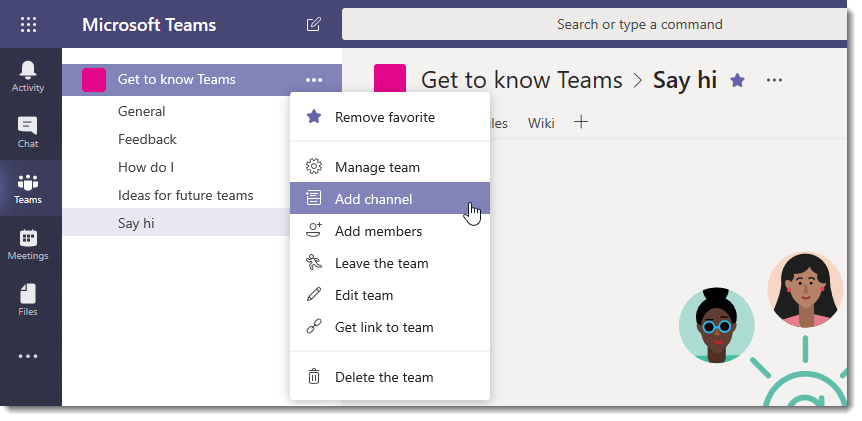 Microsoft Teams
Search or type a command
Activity
Chat
Teams
Meetings
Files
Get to know Teams
General
Feedback
How do I
Ideas for future teams
Say hi
Get to know Teams > Say hi
Wiki
Remove favorite
Manage team
Add channel
Add members
Leave the team
Edit team
Get link to team
Delete the team